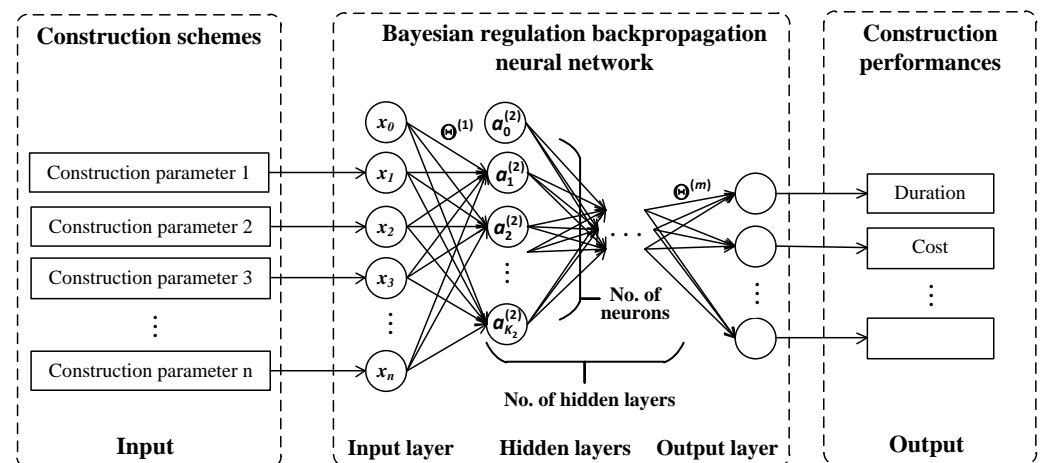 Construction schemes
Construction parameter 1
Construction parameter 2
Construction parameter 3
⋮
Construction parameter n
Input
Bayesian regulation backpropagation
neural network
x₀
x₁
x₂
x₃
⋮
xₙ
Θ⁽¹⁾
a₀⁽²⁾
a₁⁽²⁾
a₂⁽²⁾
⋮
a_{K₂}⁽²⁾
. . .
Θ⁽ᵐ⁾
⋮
No. of
neurons
No. of hidden layers
Input layer
Hidden layers
Output layer
Construction
performances
Duration
Cost
⋮
Output